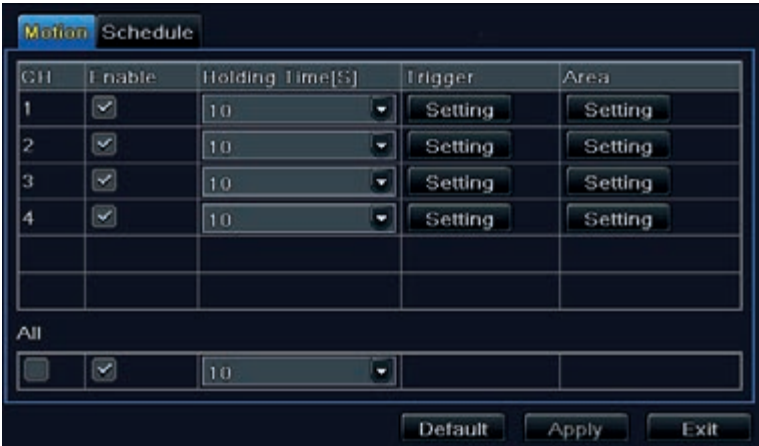 Motion Schedule
CH Enable Holding Time[S] Trigger Area
1 10 Setting Setting
2 10 Setting Setting
3 10 Setting Setting
4 10 Setting Setting
All
10
Default Apply Exit